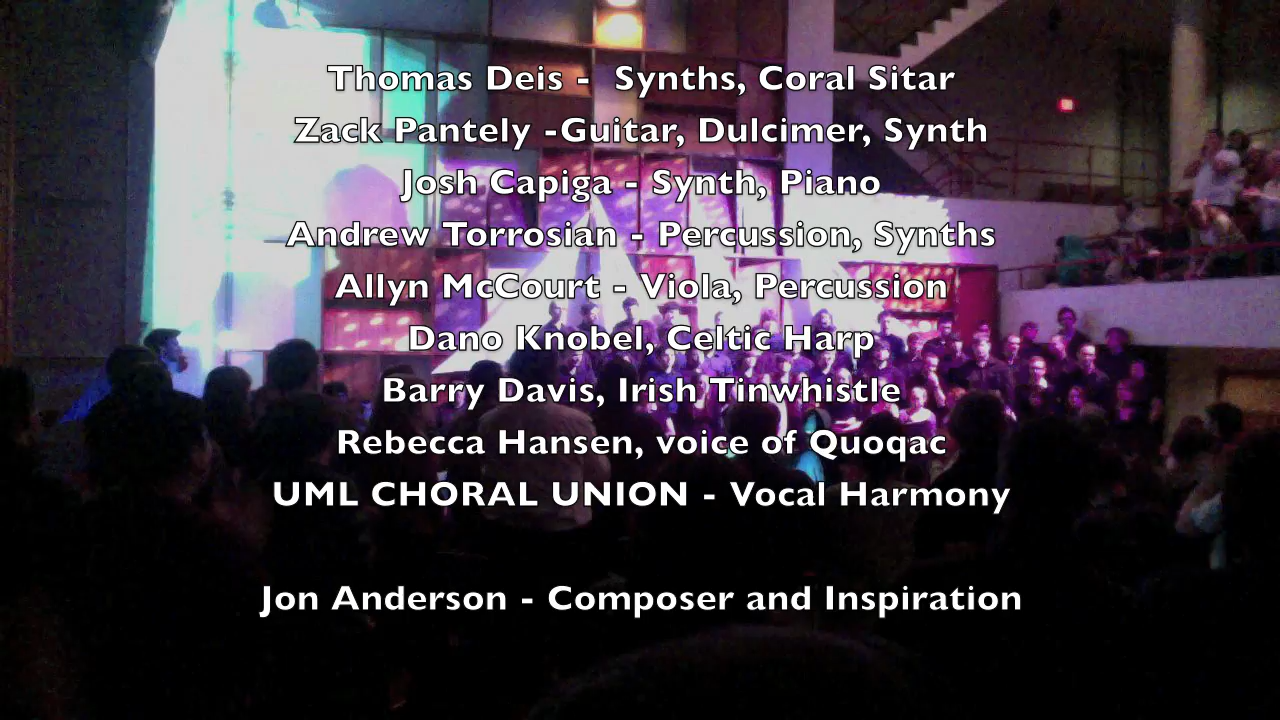 Thomas Deis -  Synths, Coral Sitar
Zack Pantely -Guitar, Dulcimer, Synth
Josh Capiga - Synth, Piano
Andrew Torrosian - Percussion, Synths
Allyn McCourt - Viola, Percussion
Dano Knobel, Celtic Harp
Barry Davis, Irish Tinwhistle
Rebecca Hansen, voice of Quoqac
UML CHORAL UNION - Vocal Harmony
Jon Anderson - Composer and Inspiration